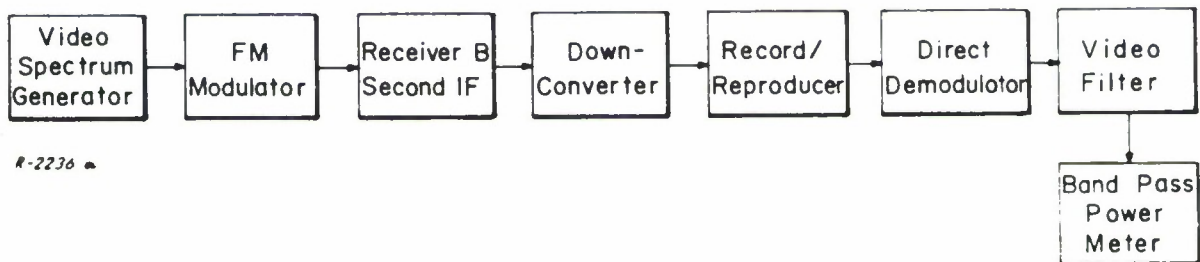 Video
Spectrum
Generator
FM
Modulator
Receiver B
Second IF
Down-
Converter
Record/
Reproducer
Direct
Demodulator
Video
Filter
R-2236 a
Band Pass
Power
Meter